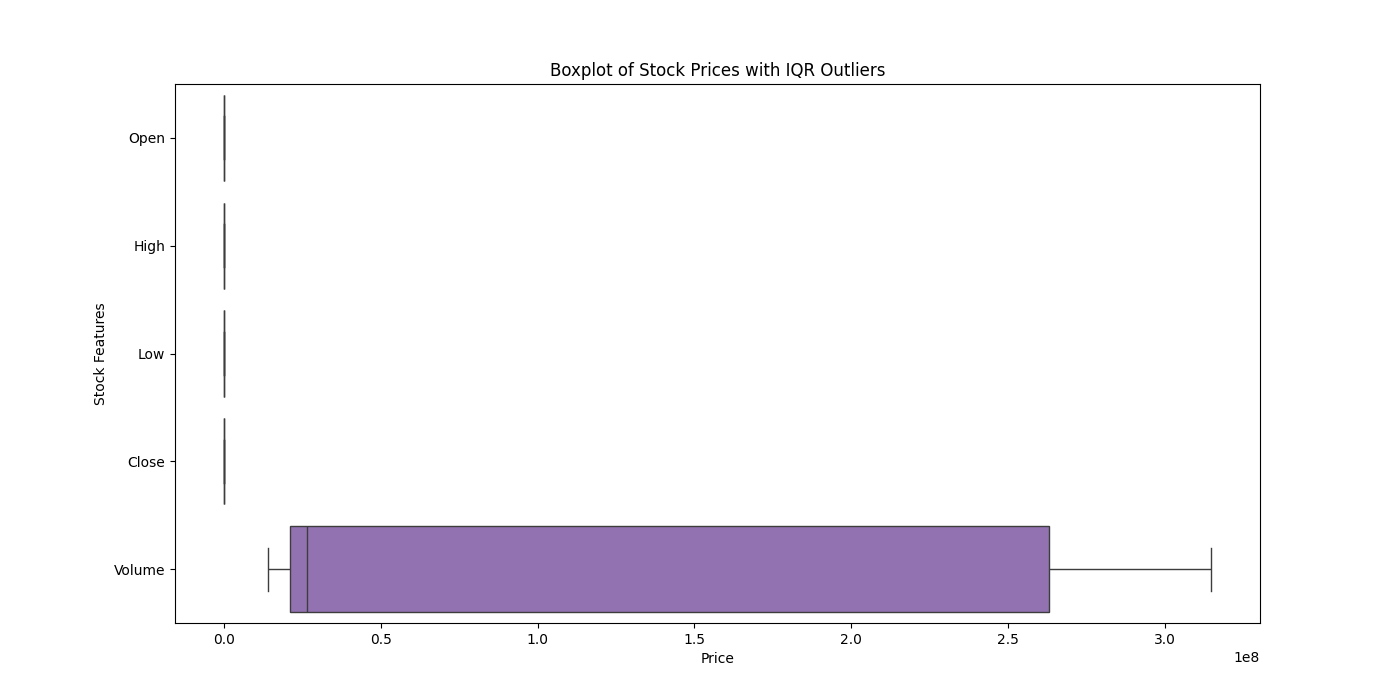 Boxplot of Stock Prices with IQR Outliers
Stock Features
Open
High
Low
Close
Volume
0.0 0.5 1.0 1.5 2.0 2.5 3.0
1e8
Price